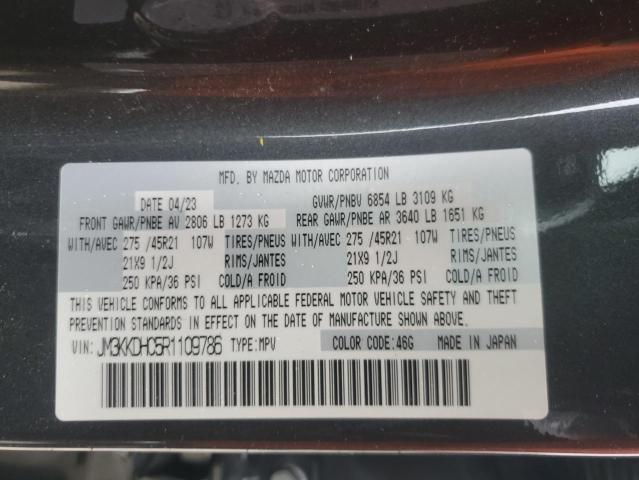 MFD. BY MAZDA MOTOR CORPORATION
DATE 04/23 GVWR/PNBV 6854 LB 3109 KG
FRONT GAWR/PNBE AV 2806 LB 1273 KG REAR GAWR/PNBE AR 3640 LB 1651 KG
WITH/AVEC 275 /45R21 107W TIRES/PNEUS WITH/AVEC 275 /45R21 107W TIRES/PNEUS
21X9 1/2J RIMS/JANTES 21X9 1/2J RIMS/JANTES
250 KPA/36 PSI COLD/A FROID 250 KPA/36 PSI COLD/A FROID
THIS VEHICLE CONFORMS TO ALL APPLICABLE FEDERAL MOTOR VEHICLE SAFETY AND THEFT
PREVENTION STANDARDS IN EFFECT ON THE DATE OF MANUFACTURE SHOWN ABOVE.
VIN: JM3KKDHC5R1109786 TYPE:MPV COLOR CODE:46G MADE IN JAPAN